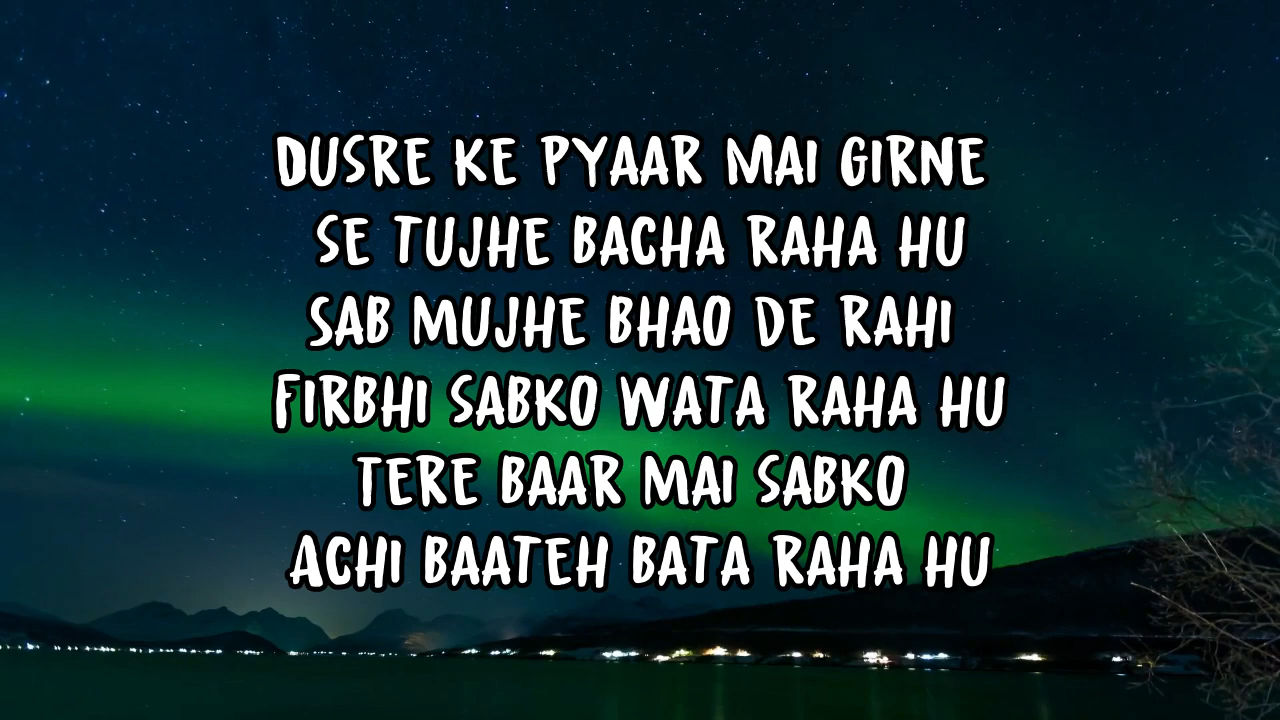 DUSRE KE PYAAR MAI GIRNE
SE TUJHE BACHA RAHA HU
SAB MUJHE BHAO DE RAHI
FIRBHI SABKO WATA RAHA HU
TERE BAAR MAI SABKO
ACHI BAATEH BATA RAHA HU